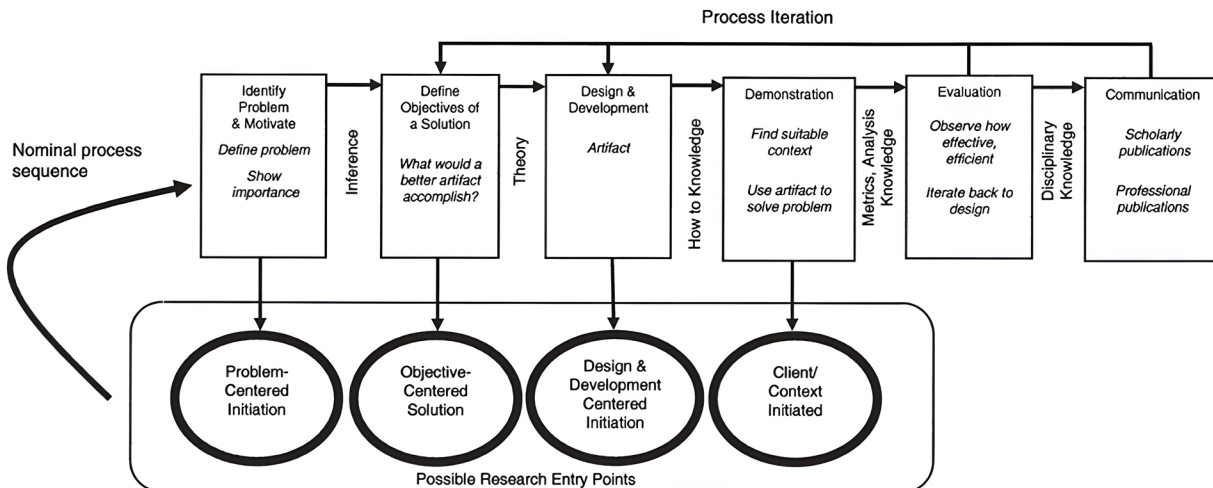 Process Iteration
Nominal process
sequence
Identify
Problem
& Motivate
Define problem
Show
importance
Inference
Define
Objectives of
a Solution
What would a
better artifact
accomplish?
Theory
Design &
Development
Artifact
How to Knowledge
Demonstration
Find suitable
context
Use artifact to
solve problem
Metrics, Analysis
Knowledge
Evaluation
Observe how
effective,
efficient
Iterate back to
design
Disciplinary
Knowledge
Communication
Scholarly
publications
Professional
publications
Problem-
Centered
Initiation
Objective-
Centered
Solution
Design &
Development
Centered
Initiation
Client/
Context
Initiated
Possible Research Entry Points